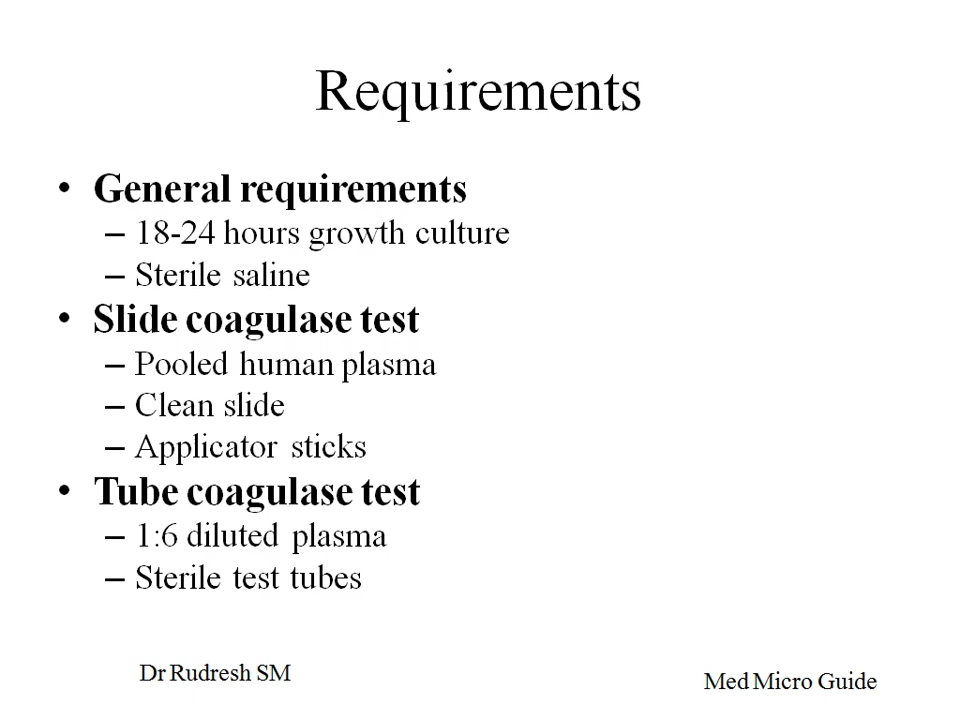 Requirements
• General requirements
– 18-24 hours growth culture
– Sterile saline
• Slide coagulase test
– Pooled human plasma
– Clean slide
– Applicator sticks
• Tube coagulase test
– 1:6 diluted plasma
– Sterile test tubes
Dr Rudresh SM
Med Micro Guide